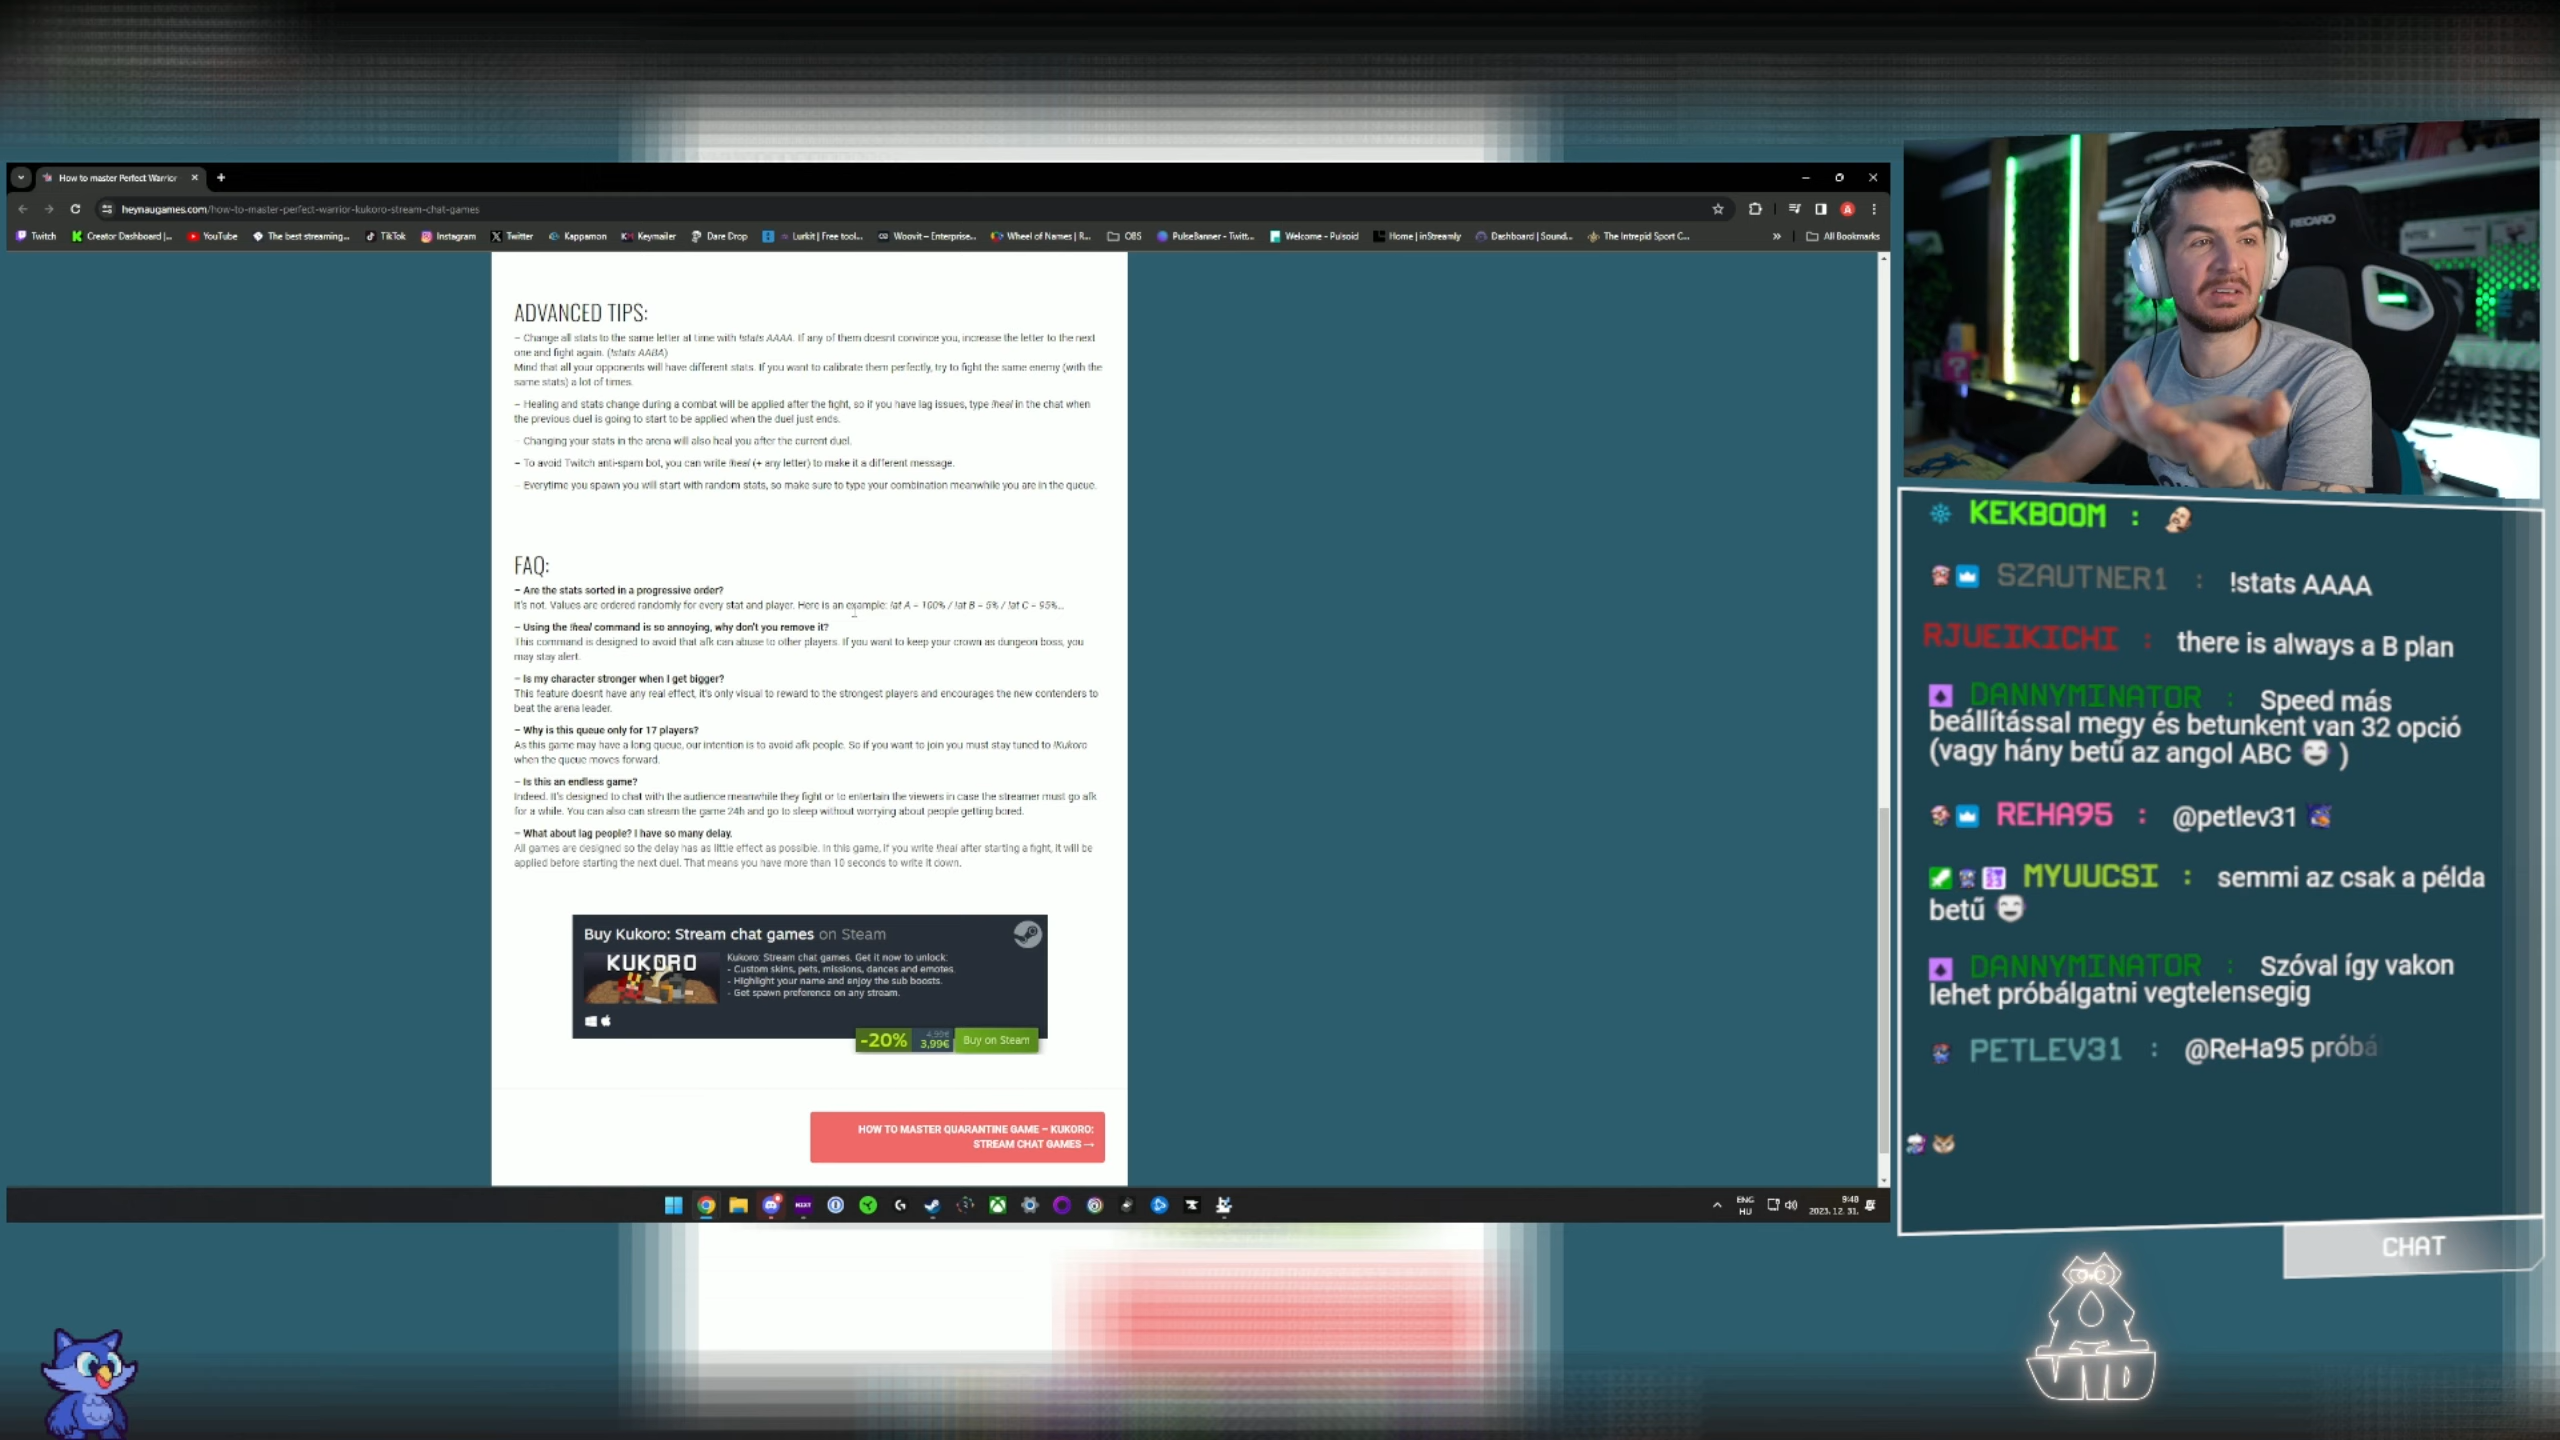 How to master Perfect Warrior
heynaugames.com/how-to-master-perfect-warrior-kukoro-stream-chat-games
Twitch
Creator Dashboard |...
YouTube
The best streaming...
TikTok
Instagram
Twitter
Kappamon
Keymailer
Dare Drop
Lurkit | Free tool...
Woovit – Enterprise...
Wheel of Names | R...
OBS
PulseBanner - Twitt...
Welcome - Pulsoid
Home | inStreamly
Dashboard | Sound...
The Intrepid Sport C...
All Bookmarks
ADVANCED TIPS:
– Change all stats to the same letter at time with !stats AAAA. If any of them doesnt convince you, increase the letter to the next
one and fight again. (!stats AABA)
Mind that all your opponents will have different stats. If you want to calibrate them perfectly, try to fight the same enemy (with the
same stats) a lot of times.
– Healing and stats change during a combat will be applied after the fight, so if you have lag issues, type !heal in the chat when
the previous duel is going to start to be applied when the duel just ends.
– Changing your stats in the arena will also heal you after the current duel.
– To avoid Twitch anti-spam bot, you can write !heal (+ any letter) to make it a different message.
– Everytime you spawn you will start with random stats, so make sure to type your combination meanwhile you are in the queue.
FAQ:
– Are the stats sorted in a progressive order?
It's not. Values are ordered randomly for every stat and player. Here is an example: !at A – 100% / !at B – 5% / !at C – 95%...
– Using the !heal command is so annoying, why don't you remove it?
This command is designed to avoid that afk can abuse to other players. If you want to keep your crown as dungeon boss, you
may stay alert.
– Is my character stronger when I get bigger?
This feature doesnt have any real effect, it's only visual to reward to the strongest players and encourages the new contenders to
beat the arena leader.
– Why is this queue only for 17 players?
As this game may have a long queue, our intention is to avoid afk people. So if you want to join you must stay tuned to !Kukoro
when the queue moves forward.
– Is this an endless game?
Indeed. It's designed to chat with the audience meanwhile they fight or to entertain the viewers in case the streamer must go afk
for a while. You can also can stream the game 24h and go to sleep without worrying about people getting bored.
– What about lag people? I have so many delay.
All games are designed so the delay has as little effect as possible. In this game, if you write !heal after starting a fight, it will be
applied before starting the next duel. That means you have more than 10 seconds to write it down.
Buy Kukoro: Stream chat games on Steam
KUKORO
Kukoro: Stream chat games. Get it now to unlock:
- Custom skins, pets, missions, dances and emotes.
- Highlight your name and enjoy the sub boosts.
- Get spawn preference on any stream.
-20%
4,99€
3,99€
Buy on Steam
HOW TO MASTER QUARANTINE GAME – KUKORO:
STREAM CHAT GAMES →
ENG
HU
9:48
2023. 12. 31.
RECARO
KEKBOOM :
SZAUTNER1 : !stats AAAA
RJUEIKICHI : there is always a B plan
DANNYMINATOR : Speed más
beállítással megy és betunként van 32 opció
(vagy hány betű az angol ABC )
REHA95 : @petlev31
MYUUCSI : semmi az csak a példa
betű
DANNYMINATOR : Szóval így vakon
lehet próbálgatni vegtelensegig
PETLEV31 : @ReHa95 próbá
CHAT